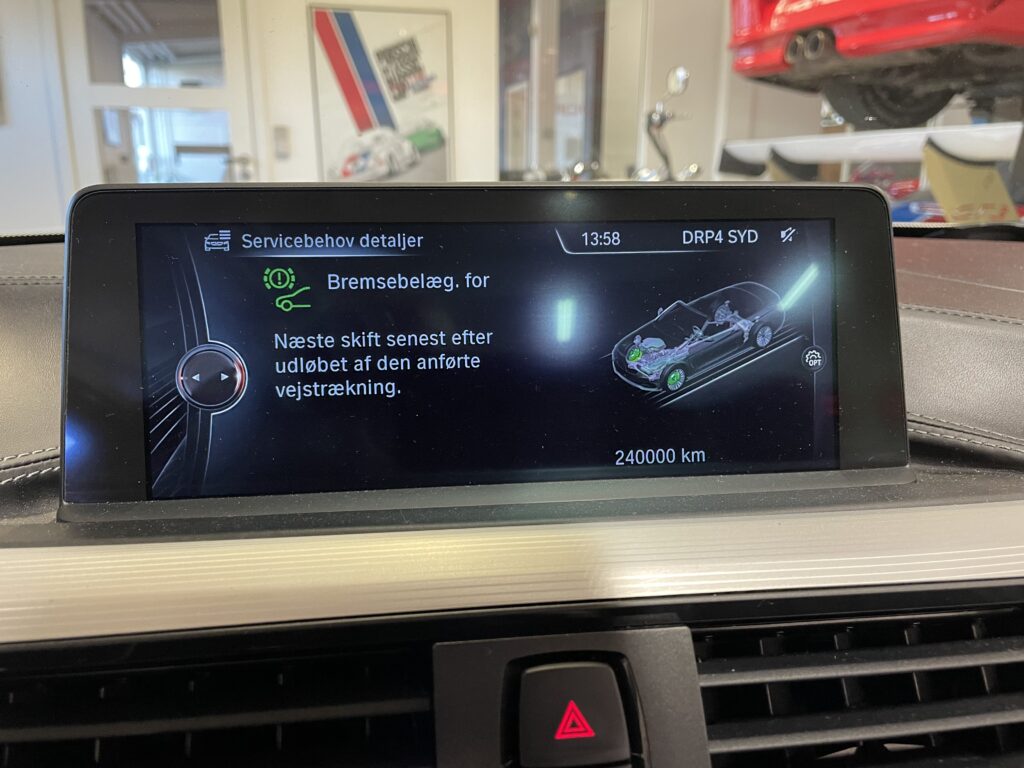 Servicebehov detaljer
13:58
DRP4 SYD
Bremsebelæg. for
Næste skift senest efter
udløbet af den anførte
vejstrækning.
OPT
240000 km